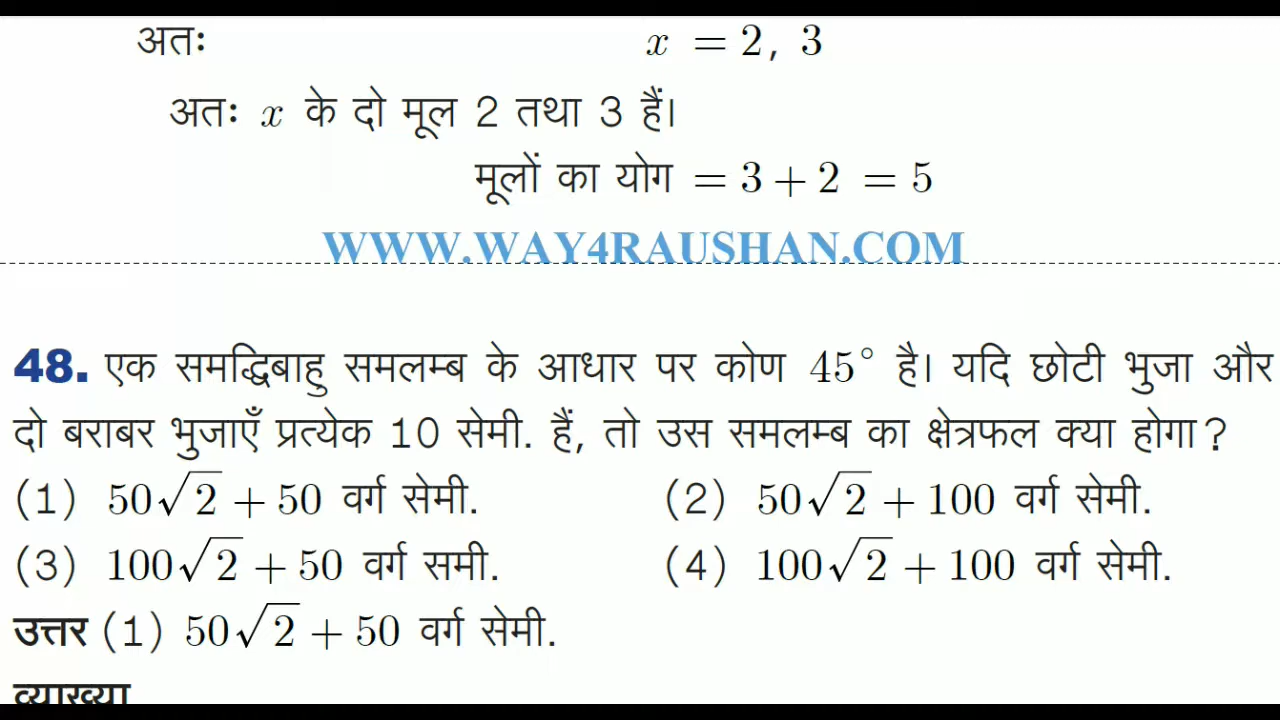 अतः x = 2, 3
अतः x के दो मूल 2 तथा 3 हैं।
मूलों का योग = 3 + 2 = 5
WWW.WAY4RAUSHAN.COM
48. एक समद्धिबाहु समलम्ब के आधार पर कोण 45° है। यदि छोटी भुजा और
दो बराबर भुजाएँ प्रत्येक 10 सेमी. हैं, तो उस समलम्ब का क्षेत्रफल क्या होगा?
(1) 50√2 + 50 वर्ग सेमी. (2) 50√2 + 100 वर्ग सेमी.
(3) 100√2 + 50 वर्ग समी. (4) 100√2 + 100 वर्ग सेमी.
उत्तर (1) 50√2 + 50 वर्ग सेमी.
व्याख्या